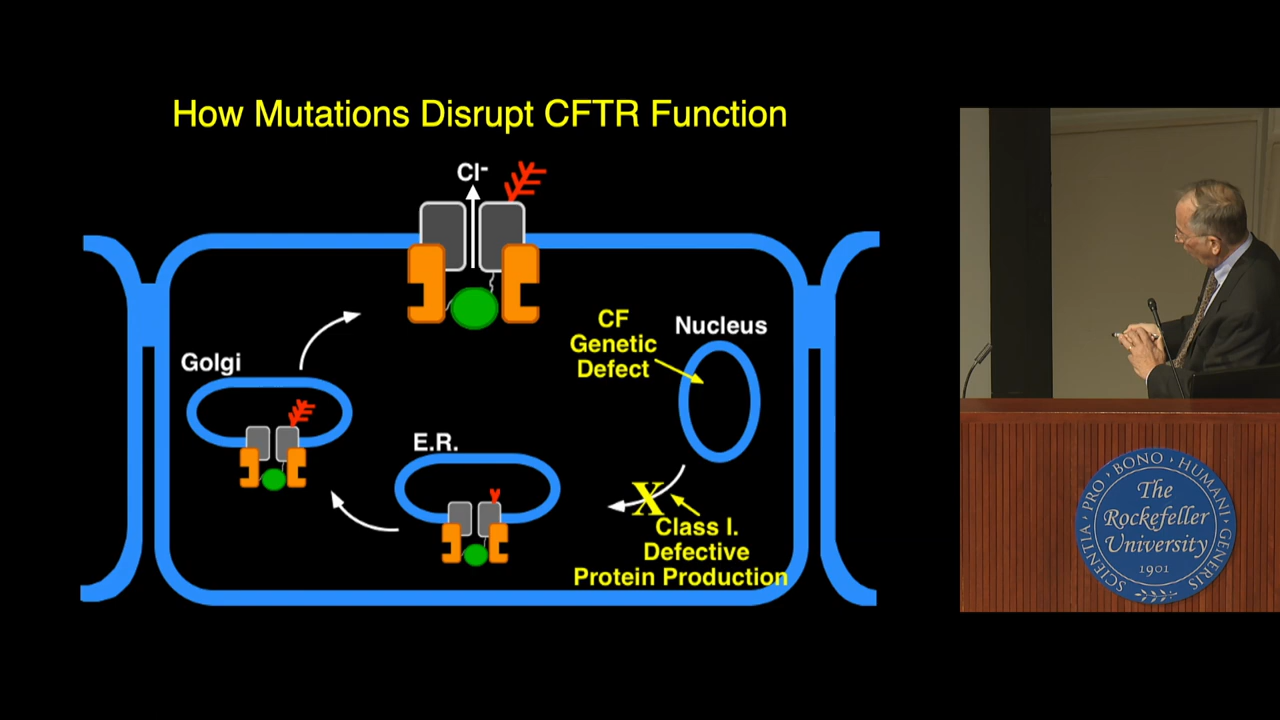 How Mutations Disrupt CFTR Function
Cl-
CF
Genetic
Defect
Nucleus
Golgi
E.R.
X
Class I.
Defective
Protein Production
PRO · BONO · HUMANI · GENERIS · SCIENTIA ·
The
Rockefeller
University
1901